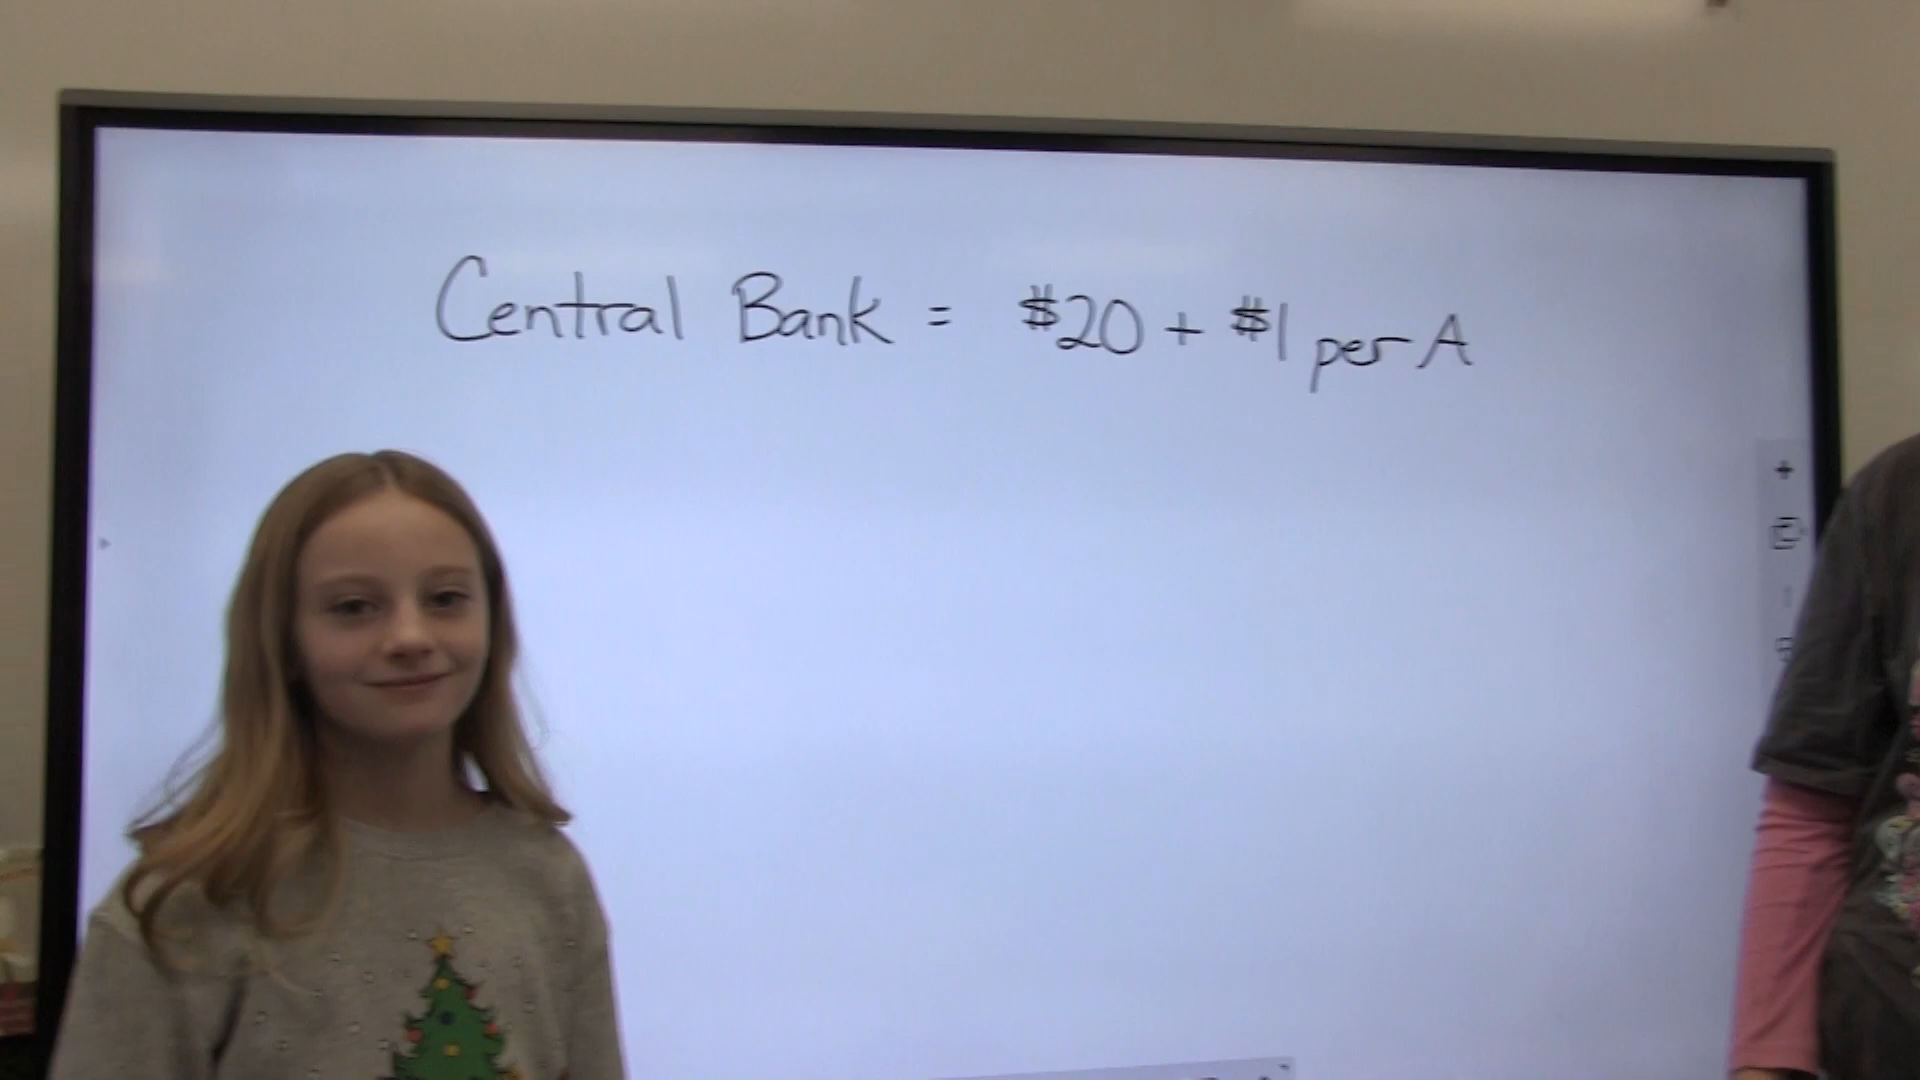 Central Bank = $20 + $1 per A